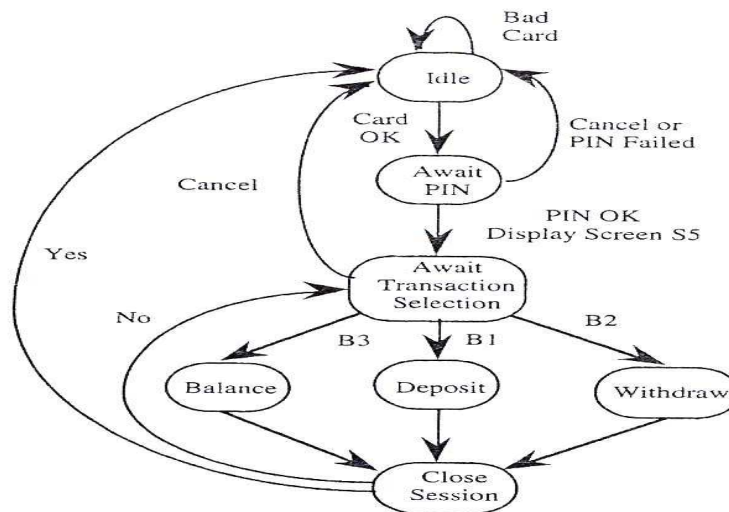 Bad
Card
Idle
Card
OK
Cancel or
PIN Failed
Await
PIN
Cancel
PIN OK
Display Screen S5
Yes
Await
Transaction
Selection
No
B3
B1
B2
Balance
Deposit
Withdraw
Close
Session